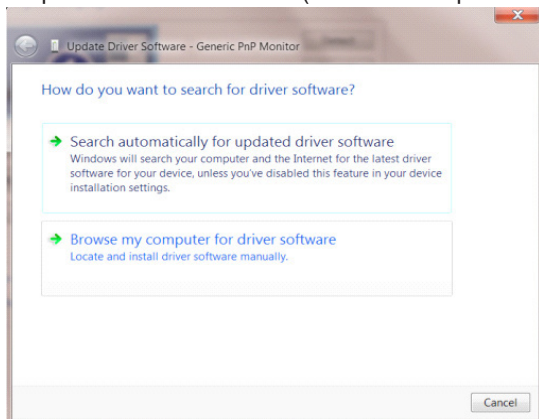 Update Driver Software - Generic PnP Monitor
How do you want to search for driver software?
Search automatically for updated driver software
Windows will search your computer and the Internet for the latest driver
software for your device, unless you've disabled this feature in your device
installation settings.
Browse my computer for driver software
Locate and install driver software manually.
Cancel